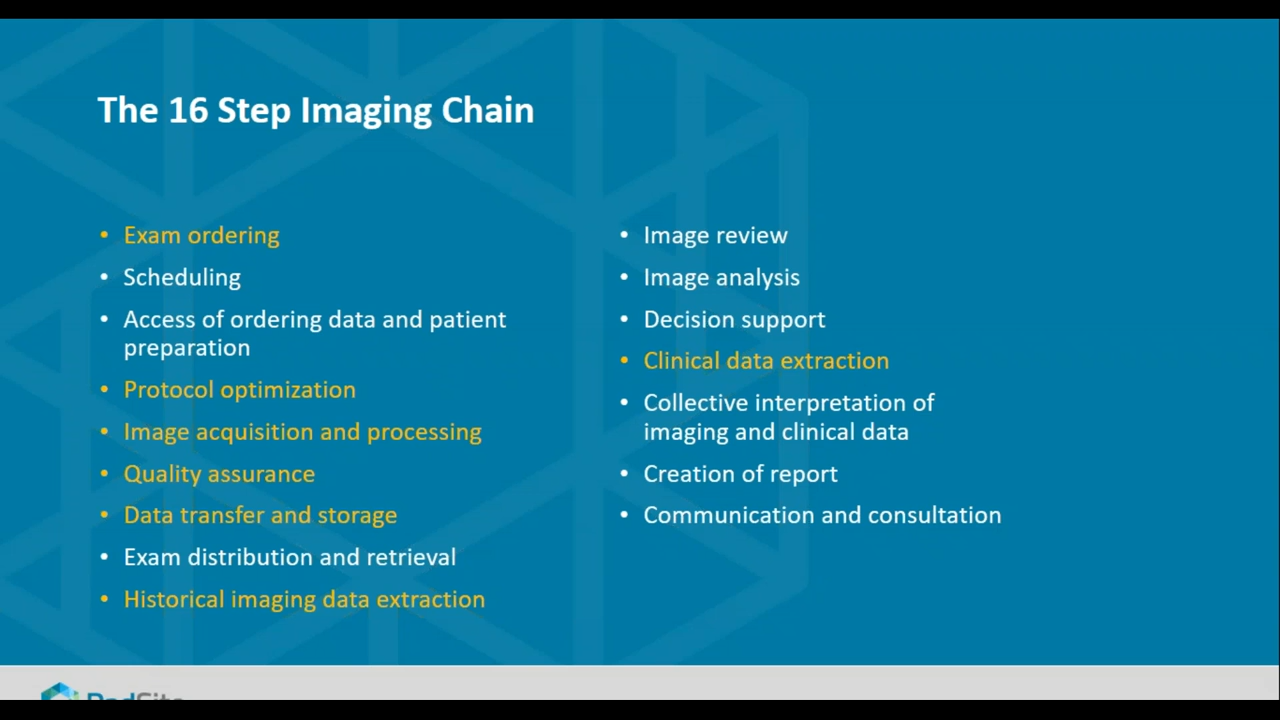 The 16 Step Imaging Chain
• Exam ordering
• Scheduling
• Access of ordering data and patient
preparation
• Protocol optimization
• Image acquisition and processing
• Quality assurance
• Data transfer and storage
• Exam distribution and retrieval
• Historical imaging data extraction
• Image review
• Image analysis
• Decision support
• Clinical data extraction
• Collective interpretation of
imaging and clinical data
• Creation of report
• Communication and consultation